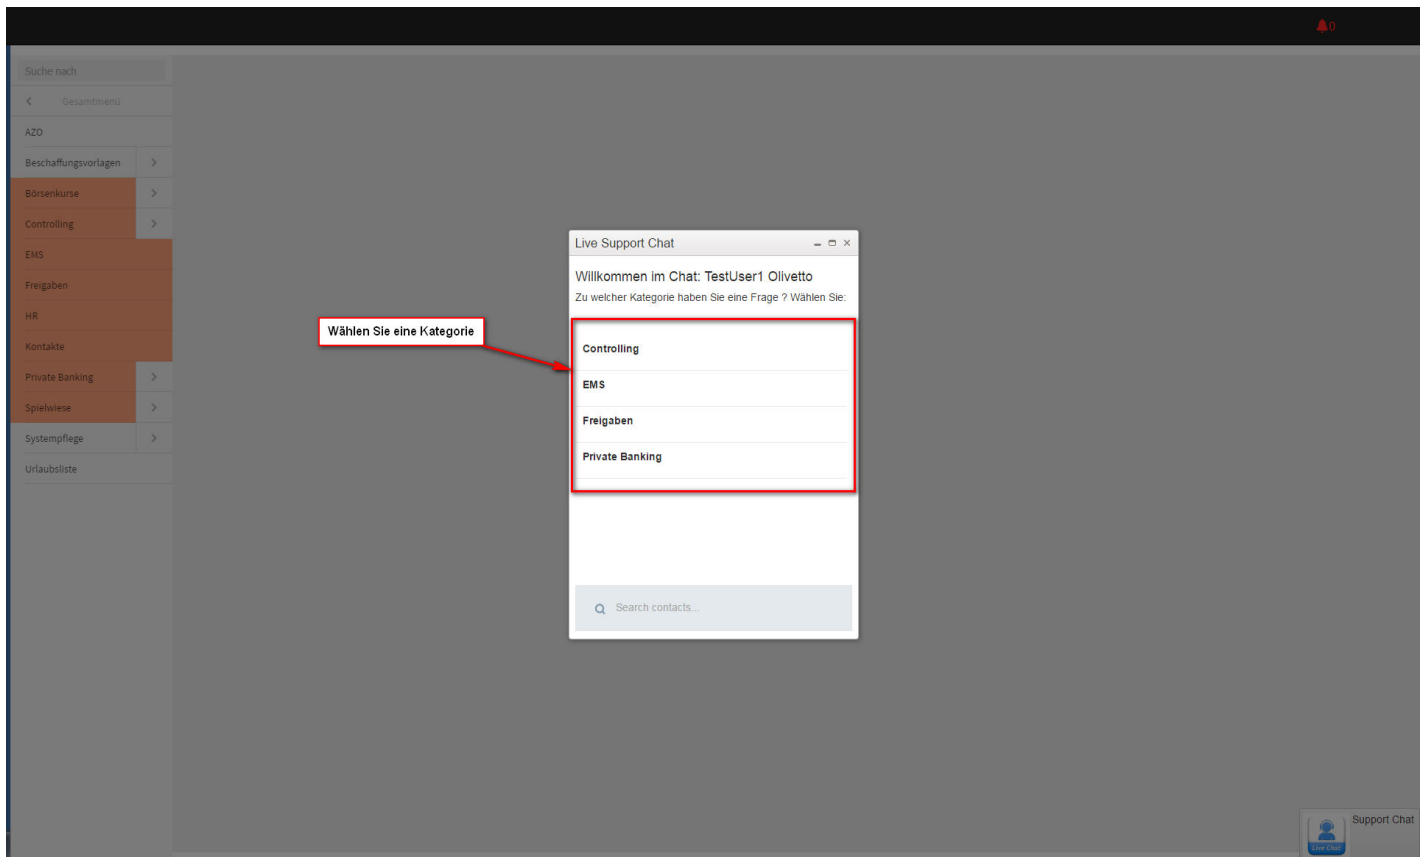 0
Suche nach
Gesamtmenü
AZO
Beschaffungsvorlagen
Börsenkurse
Controlling
EMS
Freigaben
HR
Kontakte
Private Banking
Spielwiese
Systempflege
Urlaubsliste
Wählen Sie eine Kategorie
Live Support Chat
Willkommen im Chat: TestUser1 Olivetto
Zu welcher Kategorie haben Sie eine Frage ? Wählen Sie:
Controlling
EMS
Freigaben
Private Banking
Search contacts...
Support Chat
Live Chat